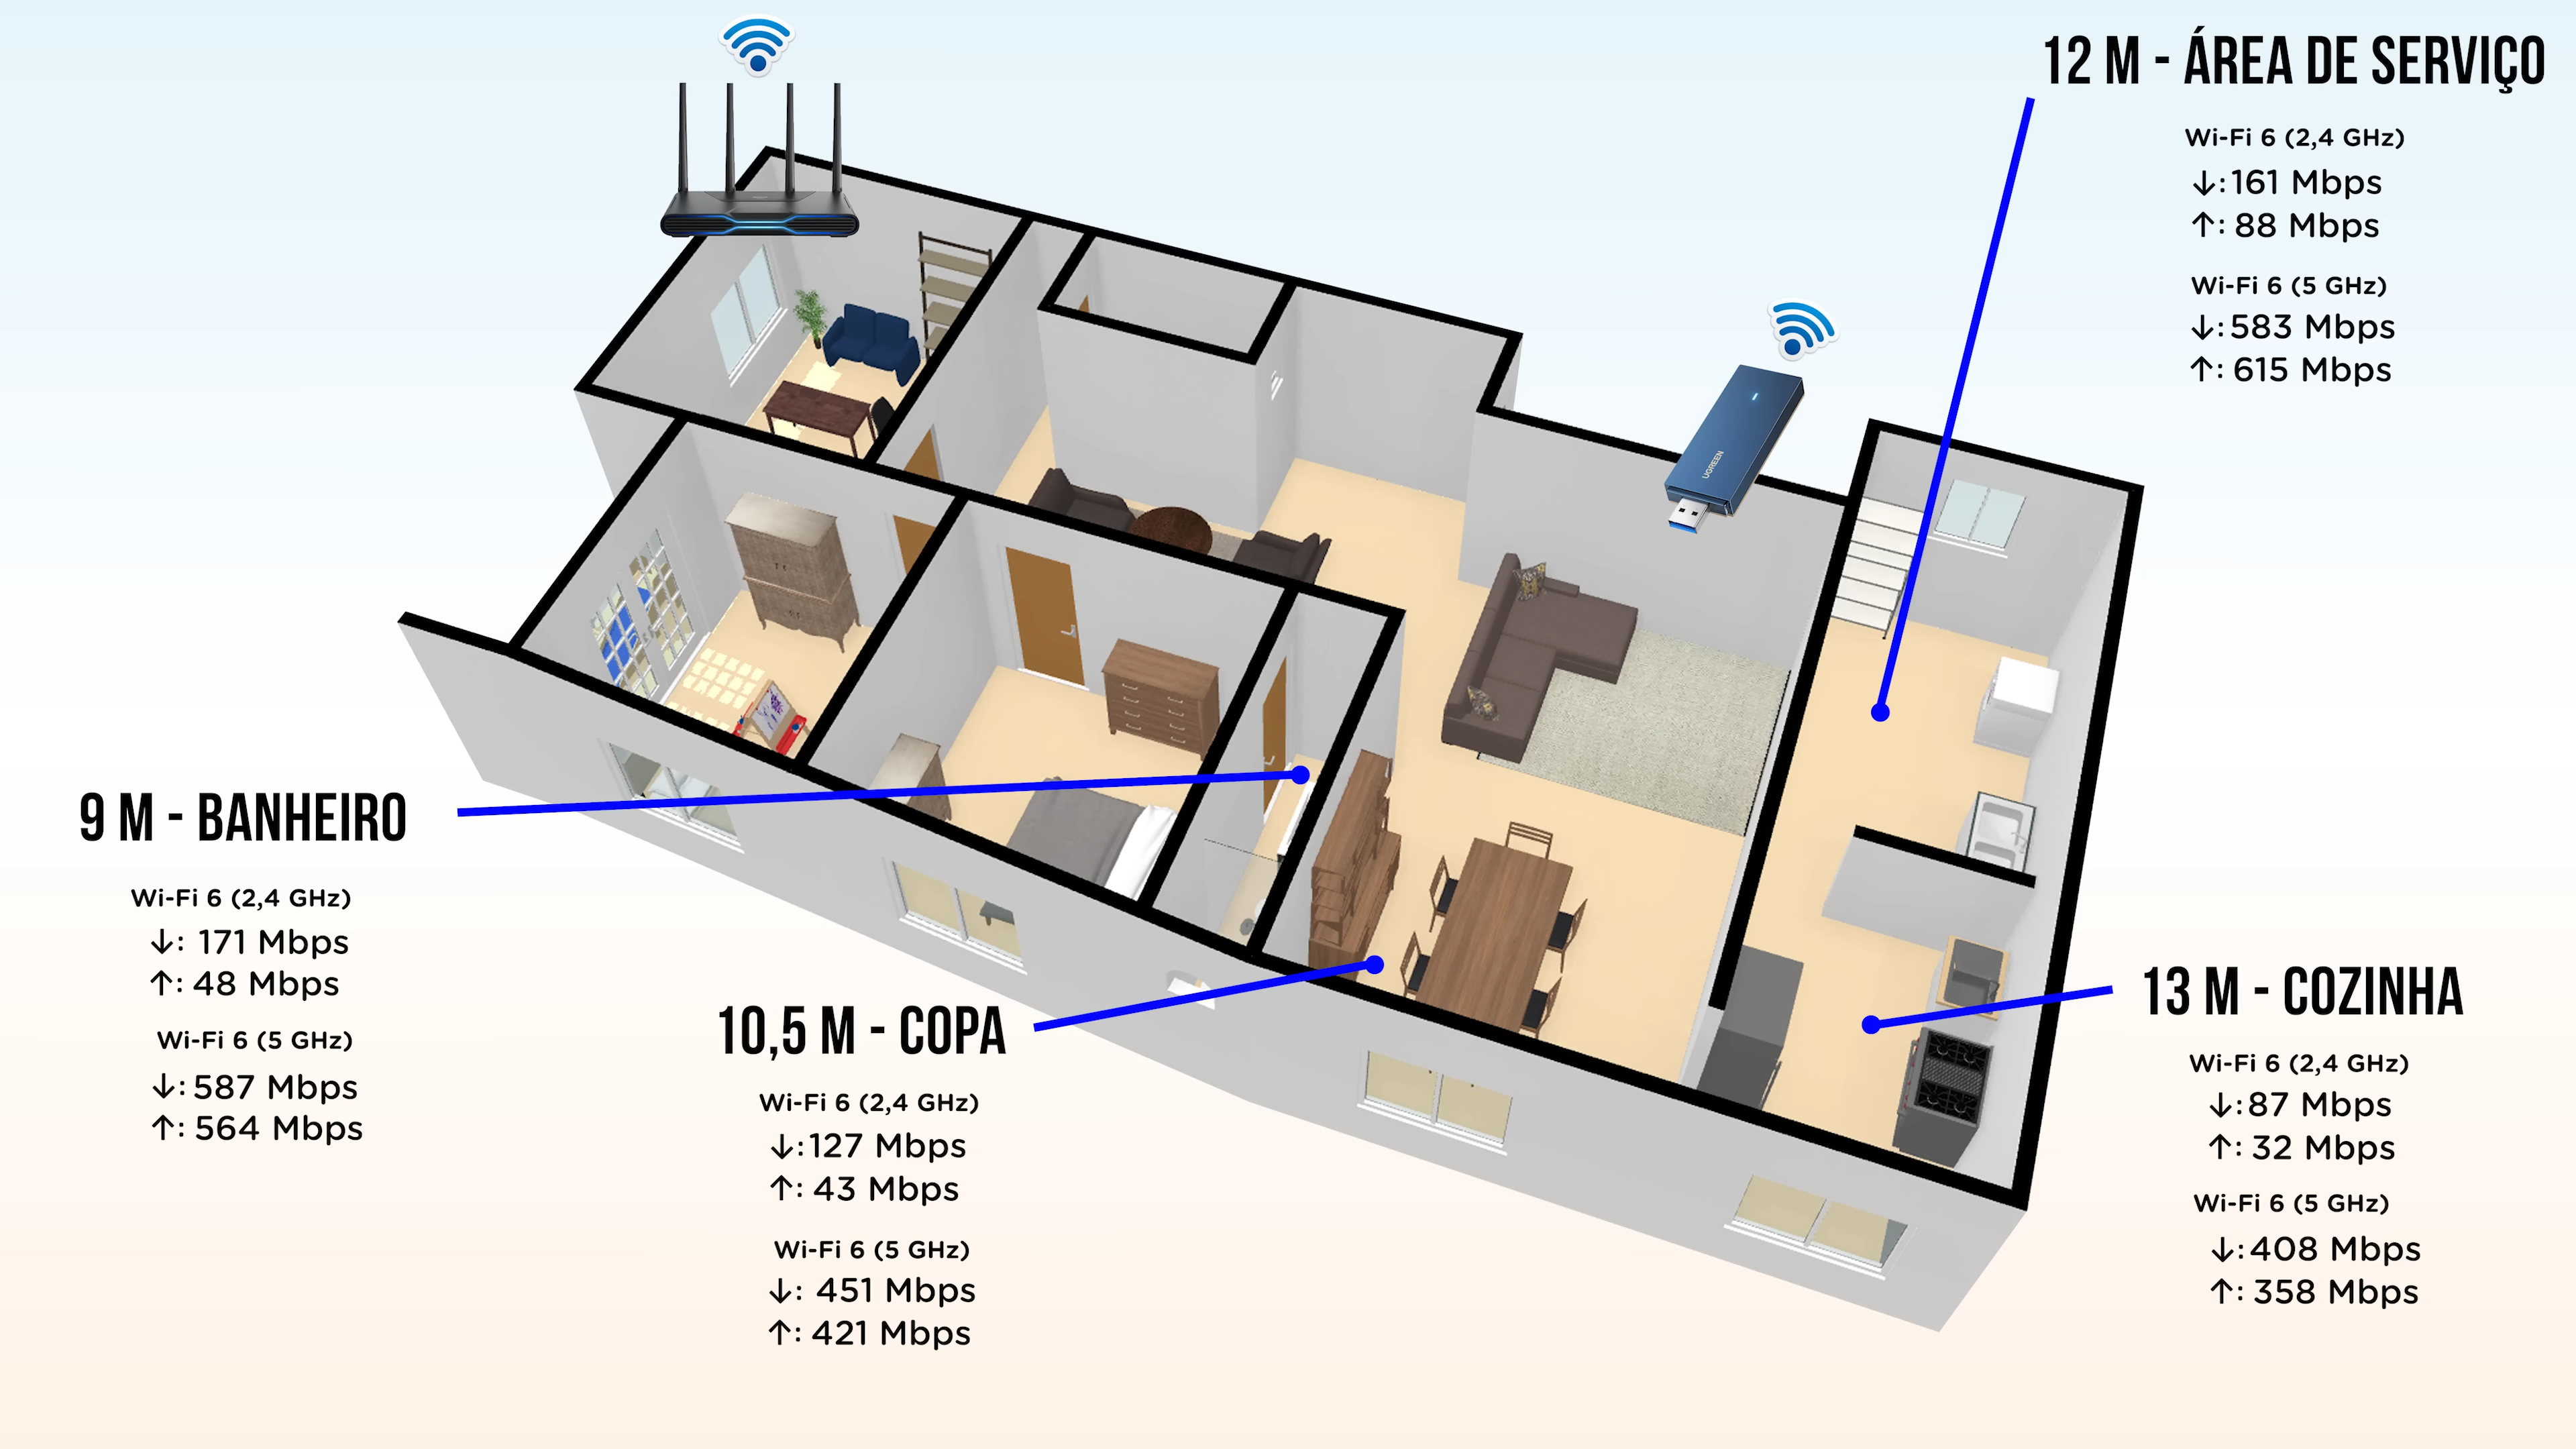 12 M - ÁREA DE SERVIÇO
Wi-Fi 6 (2,4 GHz)
↓: 161 Mbps
↑: 88 Mbps
Wi-Fi 6 (5 GHz)
↓: 583 Mbps
↑: 615 Mbps
UGREEN
9 M - BANHEIRO
Wi-Fi 6 (2,4 GHz)
↓: 171 Mbps
↑: 48 Mbps
Wi-Fi 6 (5 GHz)
↓: 587 Mbps
↑: 564 Mbps
10,5 M - COPA
Wi-Fi 6 (2,4 GHz)
↓: 127 Mbps
↑: 43 Mbps
Wi-Fi 6 (5 GHz)
↓: 451 Mbps
↑: 421 Mbps
13 M - COZINHA
Wi-Fi 6 (2,4 GHz)
↓: 87 Mbps
↑: 32 Mbps
Wi-Fi 6 (5 GHz)
↓: 408 Mbps
↑: 358 Mbps